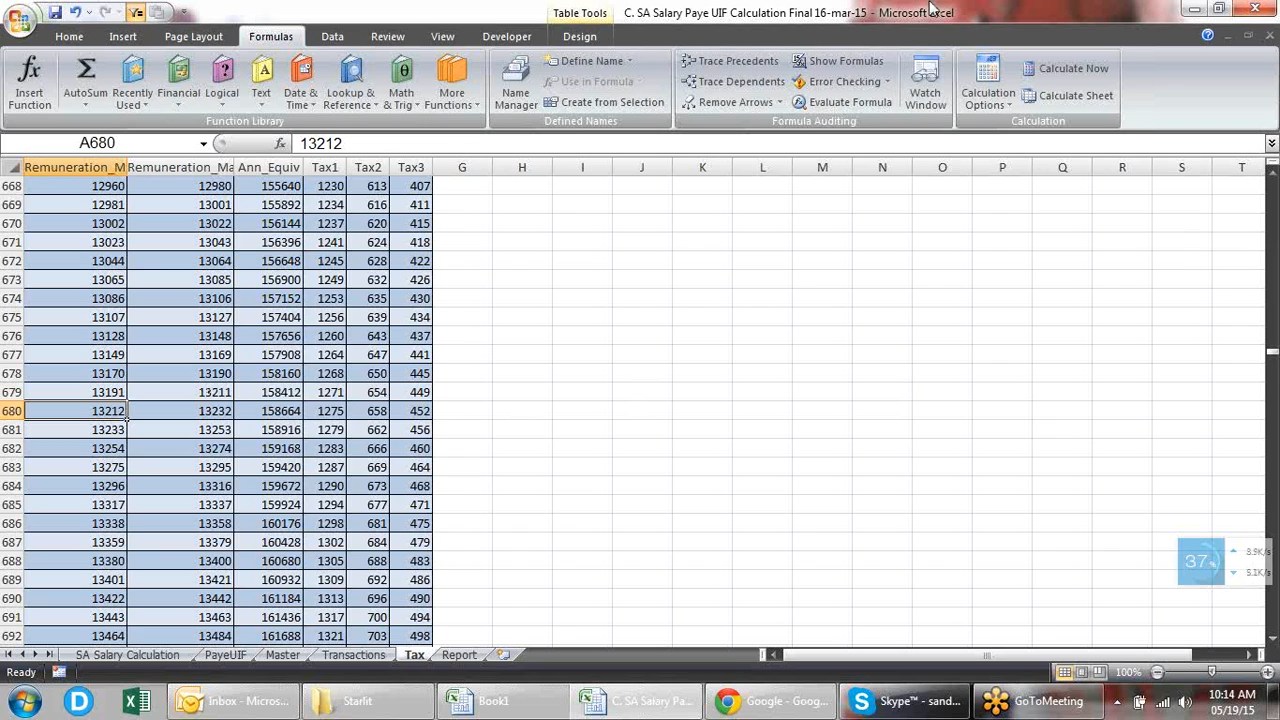 Table Tools
C. SA Salary Paye UIF Calculation Final 16-mar-15 - Microsoft Excel
Home Insert Page Layout Formulas Data Review View Developer Design
Insert Function
AutoSum
Recently Used
Financial
Logical
Text
Date & Time
Lookup & Reference
Math & Trig
More Functions
Function Library
Name Manager
Define Name
Use in Formula
Create from Selection
Defined Names
Trace Precedents
Trace Dependents
Remove Arrows
Show Formulas
Error Checking
Evaluate Formula
Watch Window
Formula Auditing
Calculation Options
Calculate Now
Calculate Sheet
Calculation
A680 fx 13212
Remuneration_M Remuneration_Ma Ann_Equiv Tax1 Tax2 Tax3 G H I J K L M N O P Q R S T
668 12960 12980 155640 1230 613 407
669 12981 13001 155892 1234 616 411
670 13002 13022 156144 1237 620 415
671 13023 13043 156396 1241 624 418
672 13044 13064 156648 1245 628 422
673 13065 13085 156900 1249 632 426
674 13086 13106 157152 1253 635 430
675 13107 13127 157404 1256 639 434
676 13128 13148 157656 1260 643 437
677 13149 13169 157908 1264 647 441
678 13170 13190 158160 1268 650 445
679 13191 13211 158412 1271 654 449
680 13212 13232 158664 1275 658 452
681 13233 13253 158916 1279 662 456
682 13254 13274 159168 1283 666 460
683 13275 13295 159420 1287 669 464
684 13296 13316 159672 1290 673 468
685 13317 13337 159924 1294 677 471
686 13338 13358 160176 1298 681 475
687 13359 13379 160428 1302 684 479
688 13380 13400 160680 1305 688 483
689 13401 13421 160932 1309 692 486
690 13422 13442 161184 1313 696 490
691 13443 13463 161436 1317 700 494
692 13464 13484 161688 1321 703 498
37%
3.9K/s
5.1K/s
SA Salary Calculation PayeUIF Master Transactions Tax Report
Ready 100%
Inbox - Micros... Starlit Book1 C. SA Salary Pa... Google - Goog... Skype™ - sand... GoToMeeting
10:14 AM
05/19/15